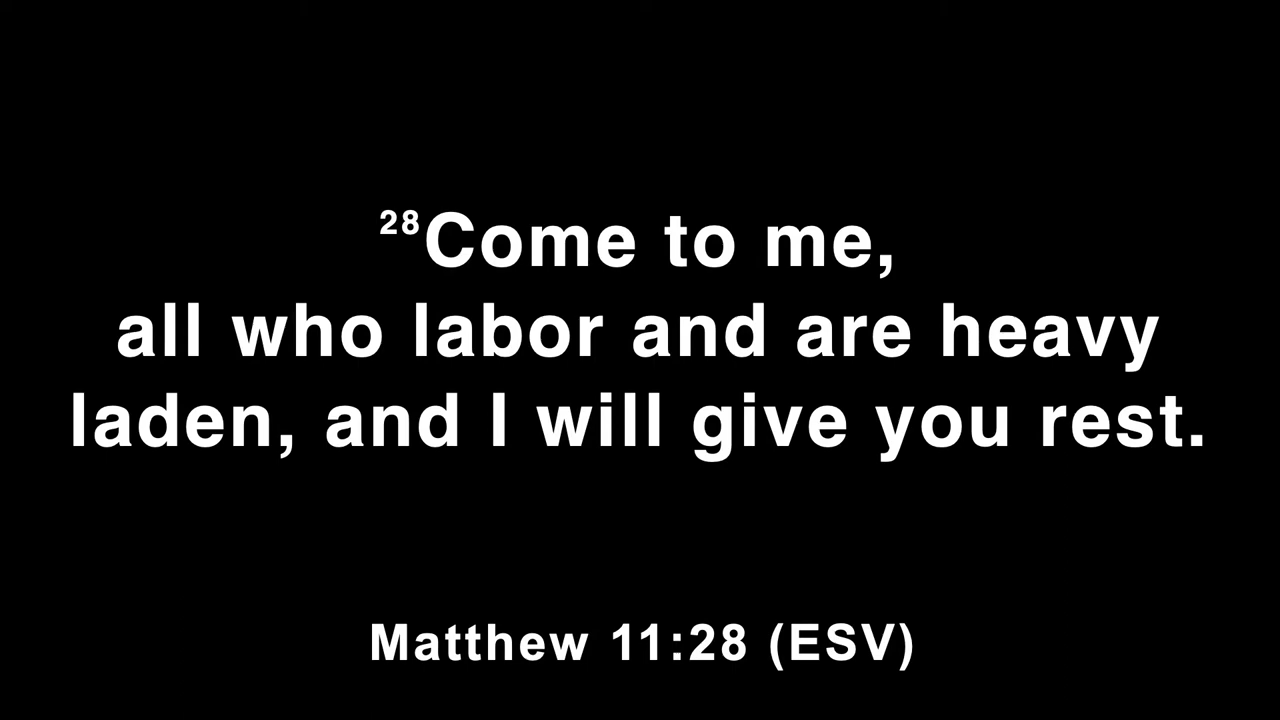 28Come to me,
all who labor and are heavy
laden, and I will give you rest.
Matthew 11:28 (ESV)